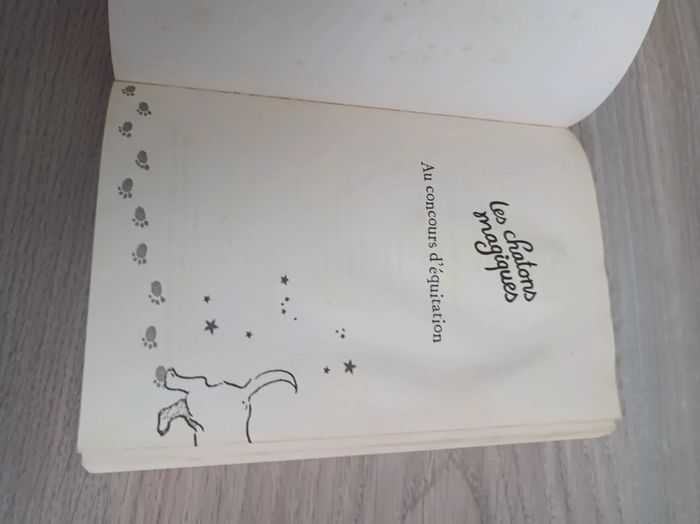 les chatons
magiques
Au concours d'équitation